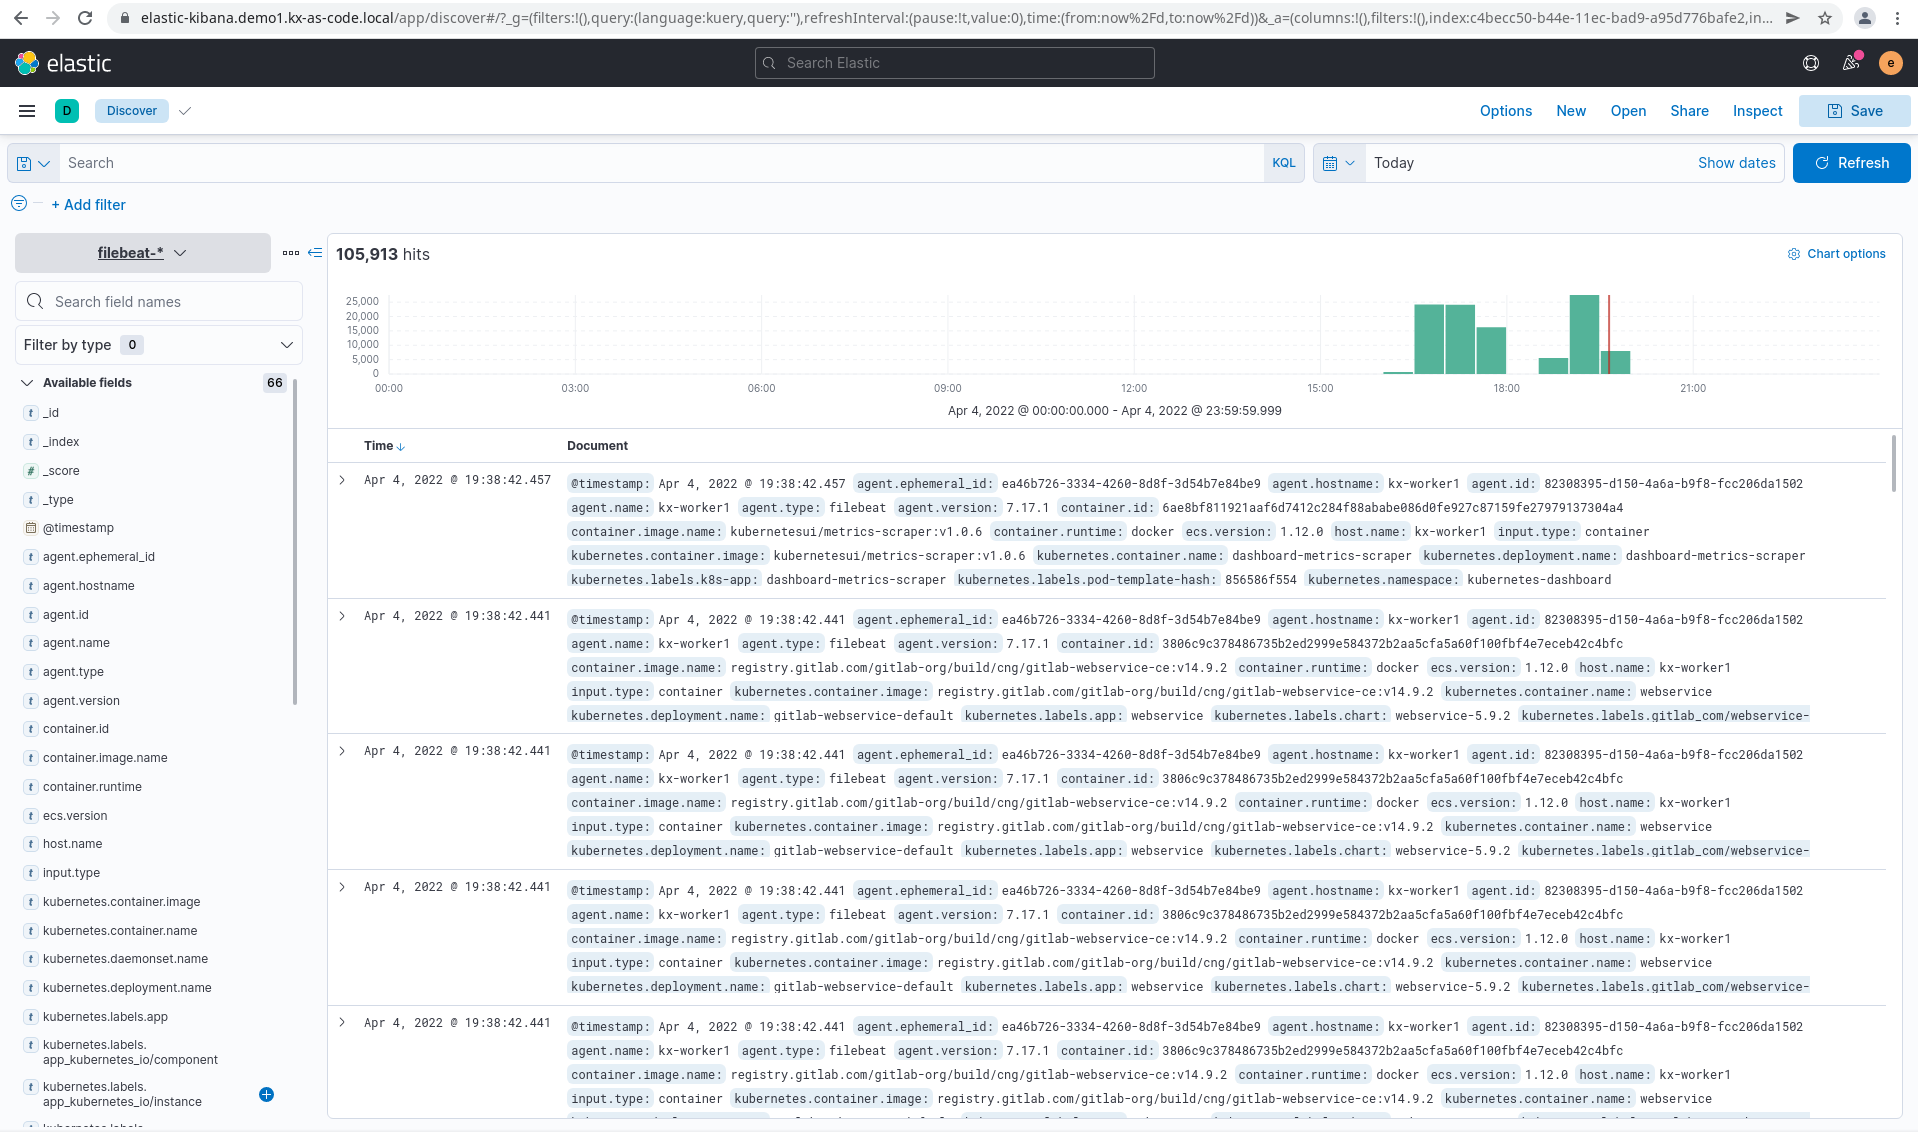 elastic-kibana.demo1.kx-as-code.local/app/discover#/?_g=(filters:!(),query:(language:kuery,query:''),refreshInterval:(pause:!t,value:0),time:(from:now%2Fd,to:now%2Fd))&_a=(columns:!(),filters:!(),index:c4becc50-b44e-11ec-bad9-a95d776bafe2,in...
elastic
Search Elastic
e
D Discover
Options New Open Share Inspect Save
Search KQL Today Show dates Refresh
+ Add filter
filebeat-*
Search field names
Filter by type 0
Available fields 66
t _id
t _index
# _score
t _type
@timestamp
t agent.ephemeral_id
t agent.hostname
t agent.id
t agent.name
t agent.type
t agent.version
t container.id
t container.image.name
t container.runtime
t ecs.version
t host.name
t input.type
t kubernetes.container.image
t kubernetes.container.name
t kubernetes.daemonset.name
t kubernetes.deployment.name
t kubernetes.labels.app
t kubernetes.labels.
app_kubernetes_io/component
t kubernetes.labels.
app_kubernetes_io/instance
105,913 hits
Chart options
25,000
20,000
15,000
10,000
5,000
0
00:00 03:00 06:00 09:00 12:00 15:00 18:00 21:00
Apr 4, 2022 @ 00:00:00.000 - Apr 4, 2022 @ 23:59:59.999
Time Document
Apr 4, 2022 @ 19:38:42.457
@timestamp: Apr 4, 2022 @ 19:38:42.457 agent.ephemeral_id: ea46b726-3334-4260-8d8f-3d54b7e84be9 agent.hostname: kx-worker1 agent.id: 82308395-d150-4a6a-b9f8-fcc206da1502
agent.name: kx-worker1 agent.type: filebeat agent.version: 7.17.1 container.id: 6ae8bf811921aaf6d7412c284f88ababe086d0fe927c87159fe27979137304a4
container.image.name: kubernetesui/metrics-scraper:v1.0.6 container.runtime: docker ecs.version: 1.12.0 host.name: kx-worker1 input.type: container
kubernetes.container.image: kubernetesui/metrics-scraper:v1.0.6 kubernetes.container.name: dashboard-metrics-scraper kubernetes.deployment.name: dashboard-metrics-scraper
kubernetes.labels.k8s-app: dashboard-metrics-scraper kubernetes.labels.pod-template-hash: 856586f554 kubernetes.namespace: kubernetes-dashboard
Apr 4, 2022 @ 19:38:42.441
@timestamp: Apr 4, 2022 @ 19:38:42.441 agent.ephemeral_id: ea46b726-3334-4260-8d8f-3d54b7e84be9 agent.hostname: kx-worker1 agent.id: 82308395-d150-4a6a-b9f8-fcc206da1502
agent.name: kx-worker1 agent.type: filebeat agent.version: 7.17.1 container.id: 3806c9c378486735b2ed2999e584372b2aa5cfa5a60f100fbf4e7eceb42c4bfc
container.image.name: registry.gitlab.com/gitlab-org/build/cng/gitlab-webservice-ce:v14.9.2 container.runtime: docker ecs.version: 1.12.0 host.name: kx-worker1
input.type: container kubernetes.container.image: registry.gitlab.com/gitlab-org/build/cng/gitlab-webservice-ce:v14.9.2 kubernetes.container.name: webservice
kubernetes.deployment.name: gitlab-webservice-default kubernetes.labels.app: webservice kubernetes.labels.chart: webservice-5.9.2 kubernetes.labels.gitlab_com/webservice-
Apr 4, 2022 @ 19:38:42.441
@timestamp: Apr 4, 2022 @ 19:38:42.441 agent.ephemeral_id: ea46b726-3334-4260-8d8f-3d54b7e84be9 agent.hostname: kx-worker1 agent.id: 82308395-d150-4a6a-b9f8-fcc206da1502
agent.name: kx-worker1 agent.type: filebeat agent.version: 7.17.1 container.id: 3806c9c378486735b2ed2999e584372b2aa5cfa5a60f100fbf4e7eceb42c4bfc
container.image.name: registry.gitlab.com/gitlab-org/build/cng/gitlab-webservice-ce:v14.9.2 container.runtime: docker ecs.version: 1.12.0 host.name: kx-worker1
input.type: container kubernetes.container.image: registry.gitlab.com/gitlab-org/build/cng/gitlab-webservice-ce:v14.9.2 kubernetes.container.name: webservice
kubernetes.deployment.name: gitlab-webservice-default kubernetes.labels.app: webservice kubernetes.labels.chart: webservice-5.9.2 kubernetes.labels.gitlab_com/webservice-
Apr 4, 2022 @ 19:38:42.441
@timestamp: Apr 4, 2022 @ 19:38:42.441 agent.ephemeral_id: ea46b726-3334-4260-8d8f-3d54b7e84be9 agent.hostname: kx-worker1 agent.id: 82308395-d150-4a6a-b9f8-fcc206da1502
agent.name: kx-worker1 agent.type: filebeat agent.version: 7.17.1 container.id: 3806c9c378486735b2ed2999e584372b2aa5cfa5a60f100fbf4e7eceb42c4bfc
container.image.name: registry.gitlab.com/gitlab-org/build/cng/gitlab-webservice-ce:v14.9.2 container.runtime: docker ecs.version: 1.12.0 host.name: kx-worker1
input.type: container kubernetes.container.image: registry.gitlab.com/gitlab-org/build/cng/gitlab-webservice-ce:v14.9.2 kubernetes.container.name: webservice
kubernetes.deployment.name: gitlab-webservice-default kubernetes.labels.app: webservice kubernetes.labels.chart: webservice-5.9.2 kubernetes.labels.gitlab_com/webservice-
Apr 4, 2022 @ 19:38:42.441
@timestamp: Apr 4, 2022 @ 19:38:42.441 agent.ephemeral_id: ea46b726-3334-4260-8d8f-3d54b7e84be9 agent.hostname: kx-worker1 agent.id: 82308395-d150-4a6a-b9f8-fcc206da1502
agent.name: kx-worker1 agent.type: filebeat agent.version: 7.17.1 container.id: 3806c9c378486735b2ed2999e584372b2aa5cfa5a60f100fbf4e7eceb42c4bfc
container.image.name: registry.gitlab.com/gitlab-org/build/cng/gitlab-webservice-ce:v14.9.2 container.runtime: docker ecs.version: 1.12.0 host.name: kx-worker1
input.type: container kubernetes.container.image: registry.gitlab.com/gitlab-org/build/cng/gitlab-webservice-ce:v14.9.2 kubernetes.container.name: webservice